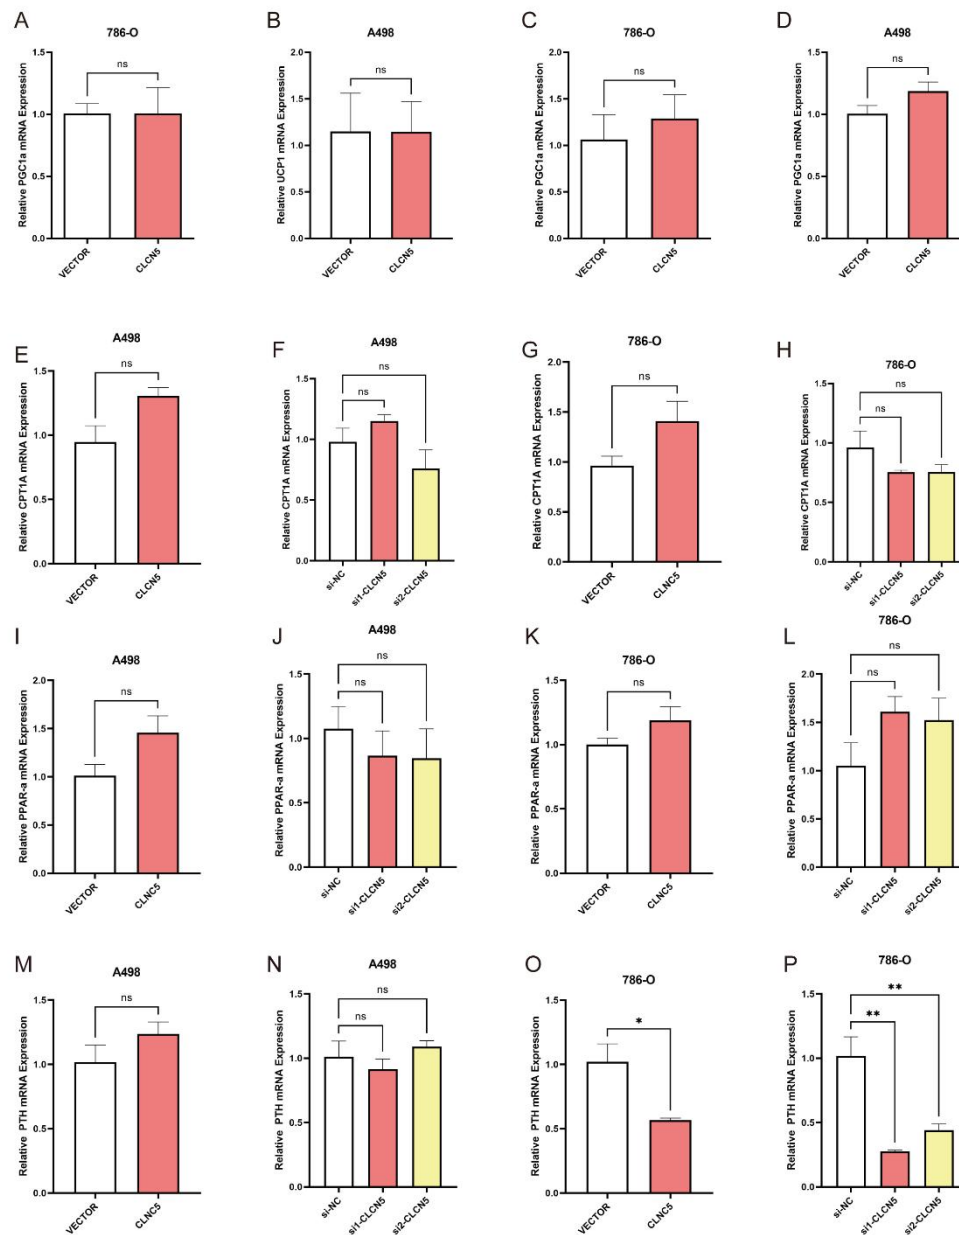 A
786-O
Relative PGC1a mRNA Expression
1.5
1.0
0.5
0.0
ns
VECTOR
CLCN5
B
A498
Relative UCP1 mRNA Expression
2.0
1.5
1.0
0.5
0.0
ns
VECTOR
CLCN5
C
786-O
Relative PGC1a mRNA Expression
2.0
1.5
1.0
0.5
0.0
ns
VECTOR
CLCN5
D
A498
Relative PGC1a mRNA Expression
1.5
1.0
0.5
0.0
ns
VECTOR
CLCN5
E
A498
Relative CPT1A mRNA Expression
1.5
1.0
0.5
0.0
ns
VECTOR
CLCN5
F
A498
Relative CPT1A mRNA Expression
1.5
1.0
0.5
0.0
ns
ns
si-NC
si1-CLCN5
si2-CLCN5
G
786-O
Relative CPT1A mRNA Expression
2.0
1.5
1.0
0.5
0.0
ns
VECTOR
CLNC5
H
786-O
Relative CPT1A mRNA Expression
1.5
1.0
0.5
0.0
ns
ns
si-NC
si1-CLCN5
si2-CLCN5
I
A498
Relative PPAR-a mRNA Expression
2.0
1.5
1.0
0.5
0.0
ns
VECTOR
CLNC5
J
A498
Relative PPAR-a mRNA Expression
1.5
1.0
0.5
0.0
ns
ns
si-NC
si1-CLCN5
si2-CLCN5
K
786-O
Relative PPAR-a mRNA Expression
1.5
1.0
0.5
0.0
ns
VECTOR
CLNC5
L
786-O
Relative PPAR-a mRNA Expression
2.0
1.5
1.0
0.5
0.0
ns
ns
si-NC
si1-CLCN5
si2-CLCN5
M
A498
Relative PTH mRNA Expression
1.5
1.0
0.5
0.0
ns
VECTOR
CLNC5
N
A498
Relative PTH mRNA Expression
1.5
1.0
0.5
0.0
ns
ns
si-NC
si1-CLCN5
si2-CLCN5
O
786-O
Relative PTH mRNA Expression
1.5
1.0
0.5
0.0
*
VECTOR
CLNC5
P
786-O
Relative PTH mRNA Expression
1.5
1.0
0.5
0.0
**
**
si-NC
si1-CLCN5
si2-CLCN5